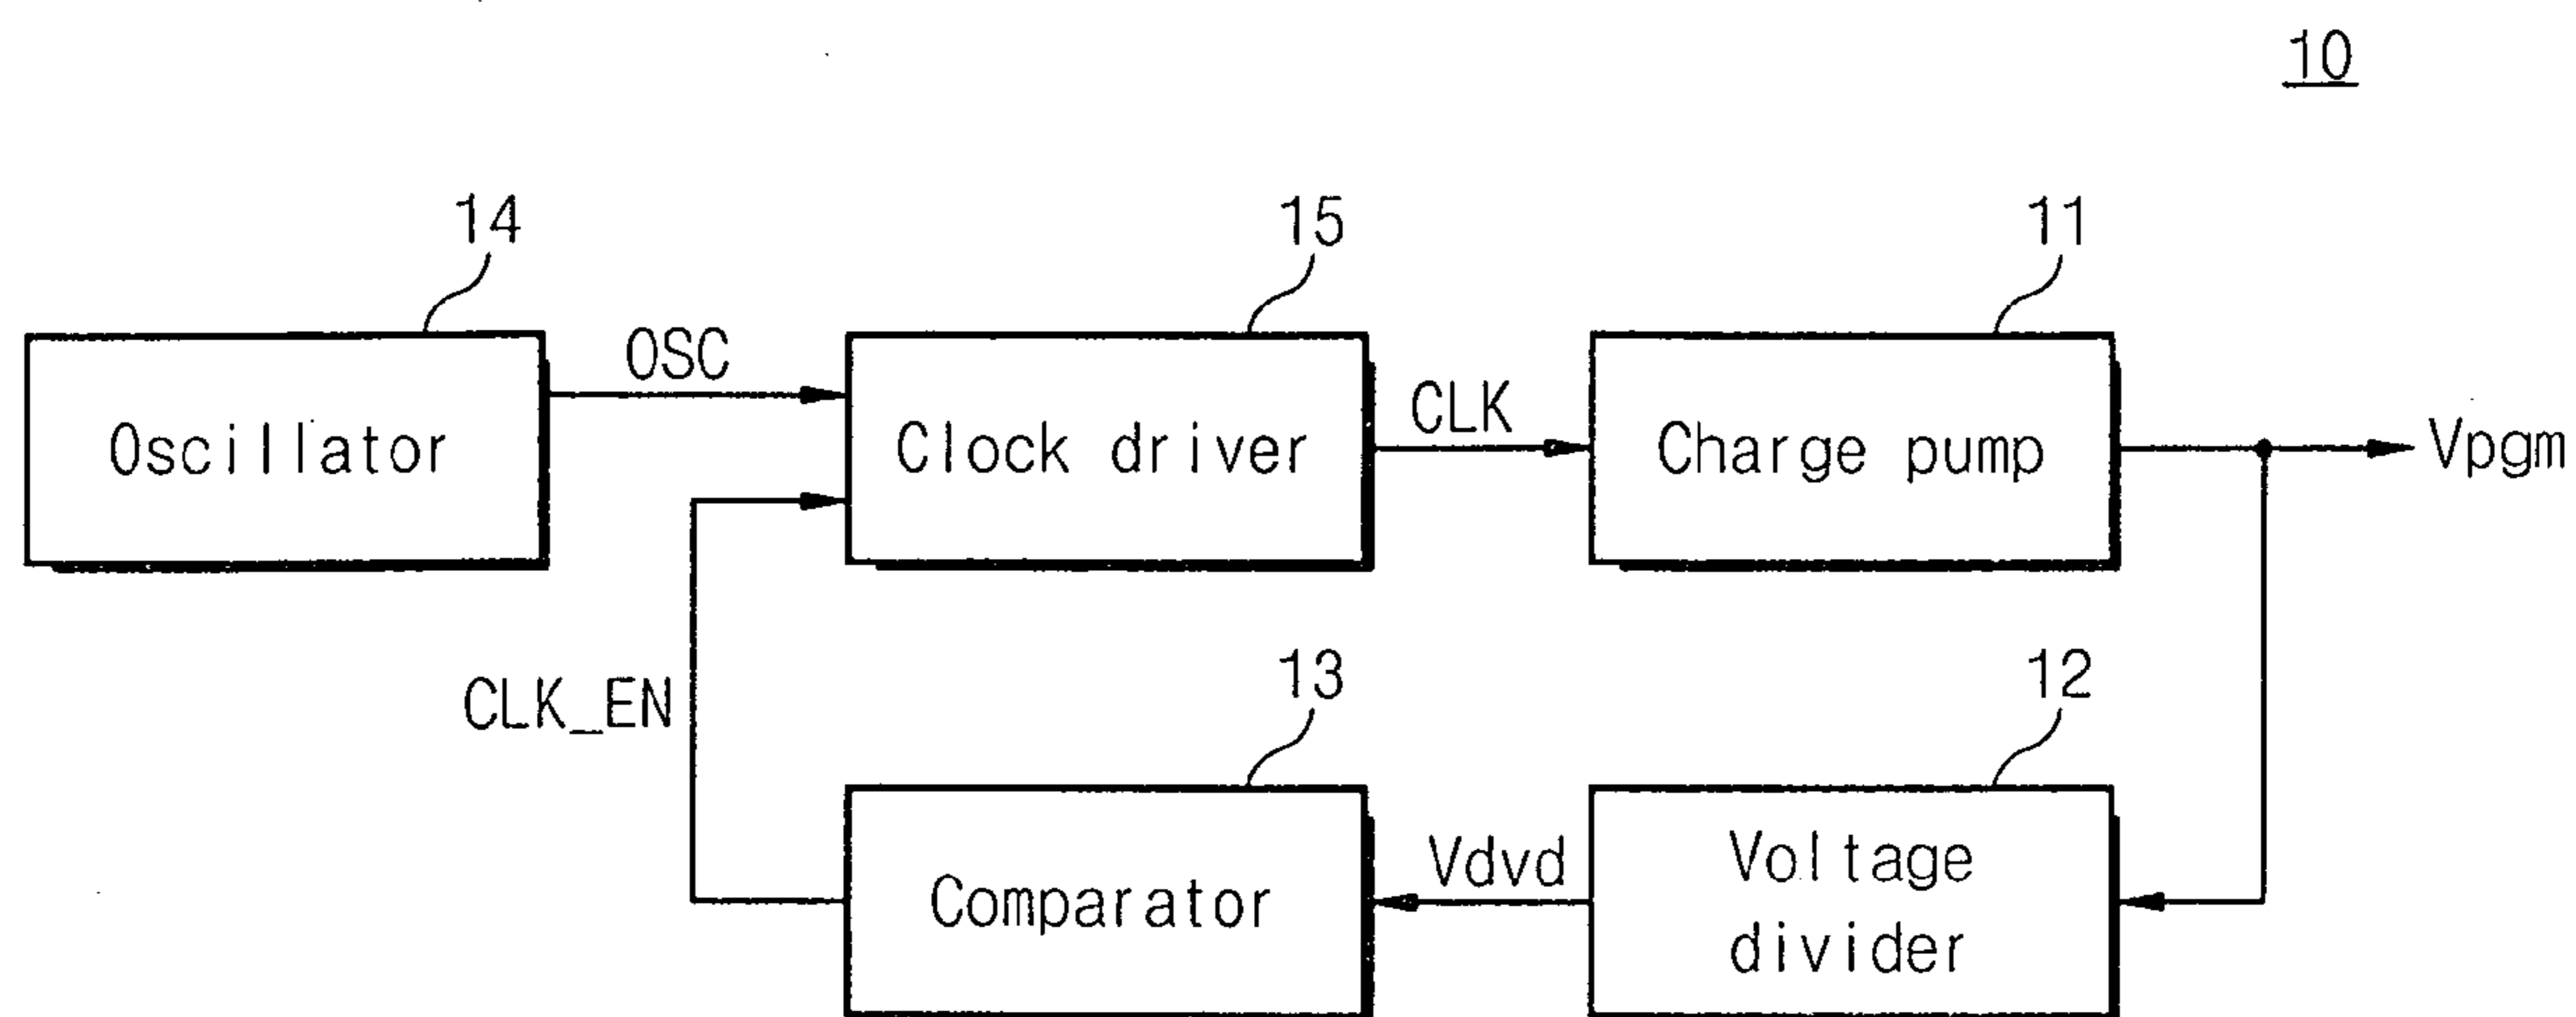 10
14
15
11
OSC
CLK
Oscillator
Clock driver
Charge pump
Vpgm
CLK_EN
13
12
Vdvd
Comparator
Voltage
divider